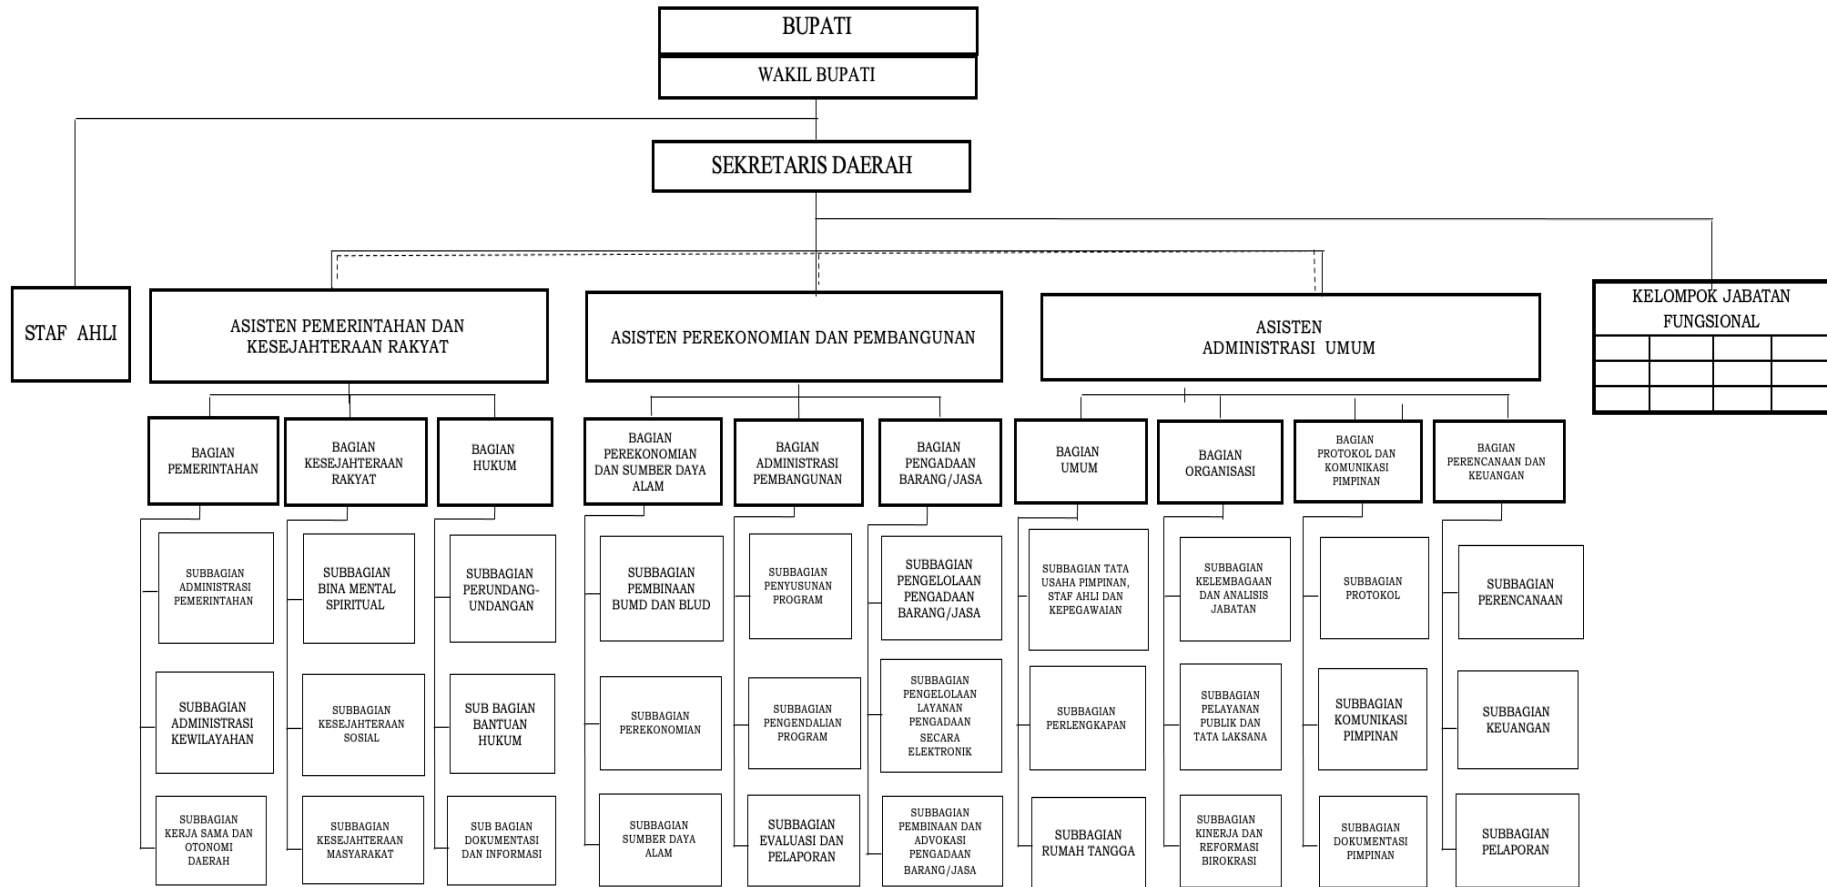 BUPATI
WAKIL BUPATI
SEKRETARIS DAERAH
STAF AHLI
ASISTEN PEMERINTAHAN DAN
KESEJAHTERAAN RAKYAT
ASISTEN PEREKONOMIAN DAN PEMBANGUNAN
ASISTEN
ADMINISTRASI UMUM
KELOMPOK JABATAN
FUNGSIONAL
BAGIAN
PEMERINTAHAN
BAGIAN
KESEJAHTERAAN
RAKYAT
BAGIAN
HUKUM
BAGIAN
PEREKONOMIAN
DAN SUMBER DAYA
ALAM
BAGIAN
ADMINISTRASI
PEMBANGUNAN
BAGIAN
PENGADAAN
BARANG/JASA
BAGIAN
UMUM
BAGIAN
ORGANISASI
BAGIAN
PROTOKOL DAN
KOMUNIKASI
PIMPINAN
BAGIAN
PERENCANAAN DAN
KEUANGAN
SUBBAGIAN
ADMINISTRASI
PEMERINTAHAN
SUBBAGIAN
BINA MENTAL
SPIRITUAL
SUBBAGIAN
PERUNDANG-
UNDANGAN
SUBBAGIAN
PEMBINAAN
BUMD DAN BLUD
SUBBAGIAN
PENYUSUNAN
PROGRAM
SUBBAGIAN
PENGELOLAAN
PENGADAAN
BARANG/JASA
SUBBAGIAN TATA
USAHA PIMPINAN,
STAF AHLI DAN
KEPEGAWAIAN
SUBBAGIAN
KELEMBAGAAN
DAN ANALISIS
JABATAN
SUBBAGIAN
PROTOKOL
SUBBAGIAN
PERENCANAAN
SUBBAGIAN
ADMINISTRASI
KEWILAYAHAN
SUBBAGIAN
KESEJAHTERAAN
SOSIAL
SUB BAGIAN
BANTUAN
HUKUM
SUBBAGIAN
PEREKONOMIAN
SUBBAGIAN
PENGENDALIAN
PROGRAM
SUBBAGIAN
PENGELOLAAN
LAYANAN
PENGADAAN
SECARA
ELEKTRONIK
SUBBAGIAN
PERLENGKAPAN
SUBBAGIAN
PELAYANAN
PUBLIK DAN
TATA LAKSANA
SUBBAGIAN
KOMUNIKASI
PIMPINAN
SUBBAGIAN
KEUANGAN
SUBBAGIAN
KERJA SAMA DAN
OTONOMI
DAERAH
SUBBAGIAN
KESEJAHTERAAN
MASYARAKAT
SUB BAGIAN
DOKUMENTASI
DAN INFORMASI
SUBBAGIAN
SUMBER DAYA
ALAM
SUBBAGIAN
EVALUASI DAN
PELAPORAN
SUBBAGIAN
PEMBINAAN DAN
ADVOKASI
PENGADAAN
BARANG/JASA
SUBBAGIAN
RUMAH TANGGA
SUBBAGIAN
KINERJA DAN
REFORMASI
BIROKRASI
SUBBAGIAN
DOKUMENTASI
PIMPINAN
SUBBAGIAN
PELAPORAN